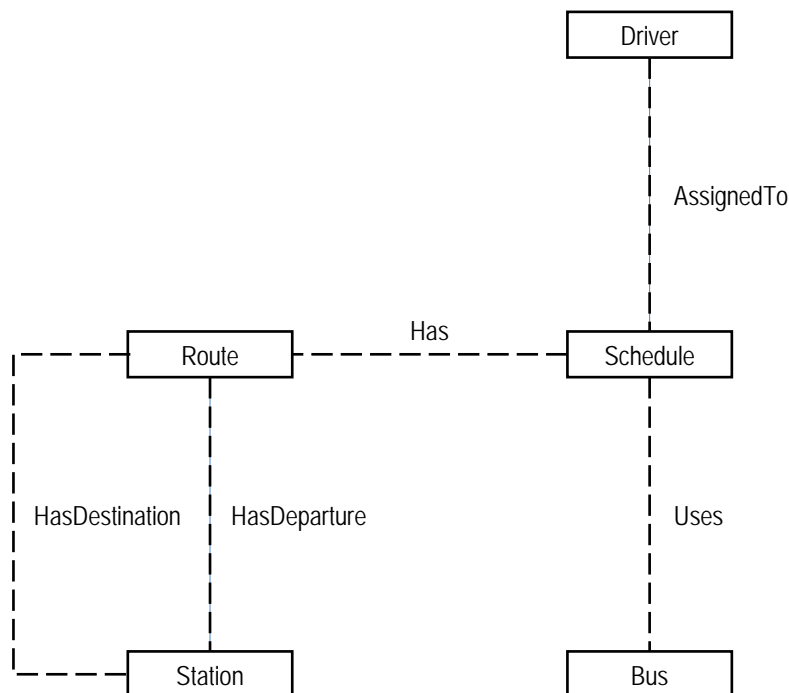 Driver
AssignedTo
Has
Route
Schedule
HasDestination
HasDeparture
Uses
Station
Bus